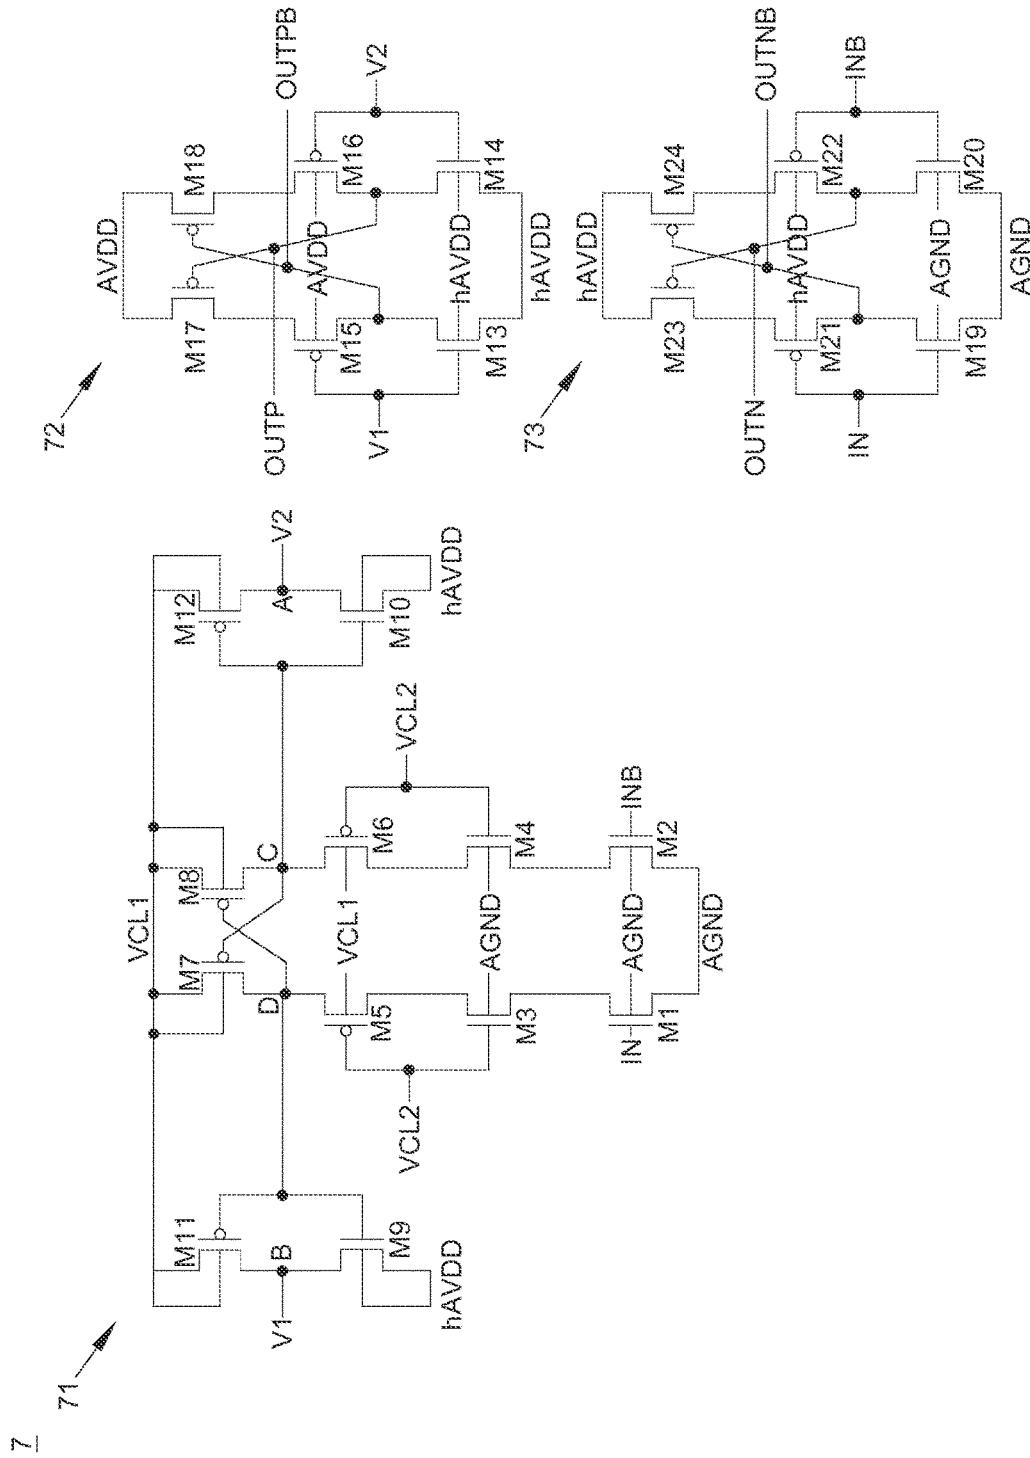 7
71
VCL1
M11
M7
M8
M12
V1
B
D
C
A
V2
M9
hAVDD
M10
hAVDD
M5
VCL1
M6
VCL2
VCL2
M3
AGND
M4
IN
AGND
INB
M1
M2
AGND
72
AVDD
M17
M18
OUTP
OUTPB
M15
AVDD
M16
V1
V2
M13
hAVDD
M14
hAVDD
73
hAVDD
M23
M24
OUTN
OUTNB
M21
hAVDD
M22
IN
INB
M19
AGND
M20
AGND